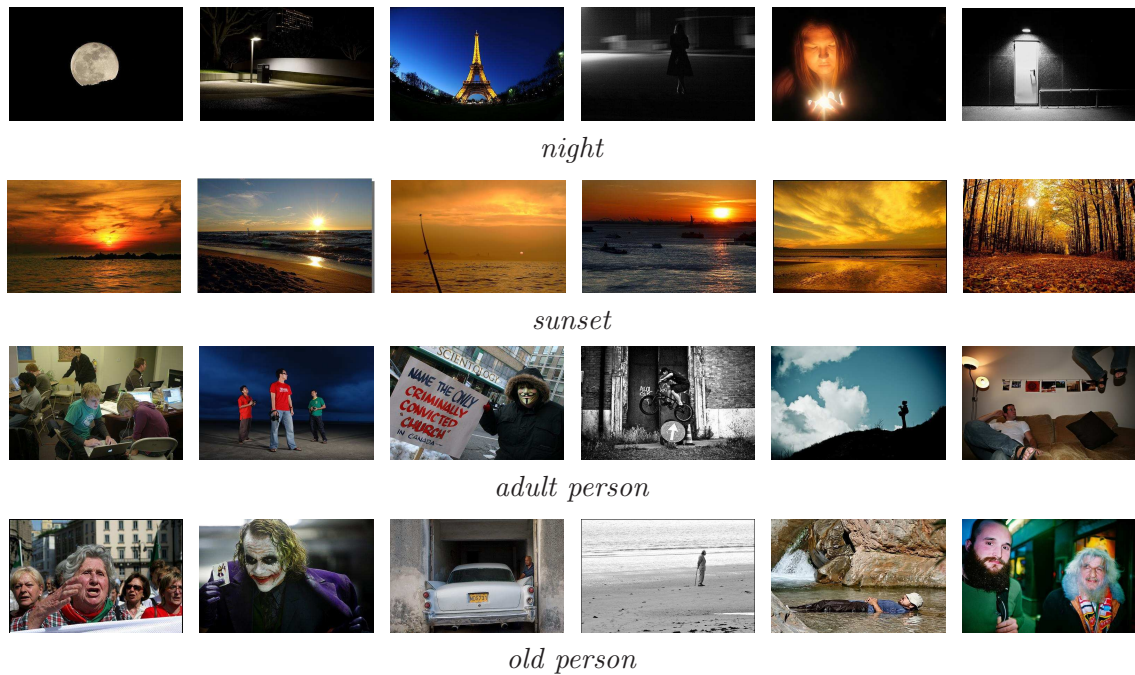 night
sunset
SCIENTOLOGY
NAME THE ONLY
CRIMINALLY
CONVICTED
"CHURCH"
IN CANADA
adult person
old person